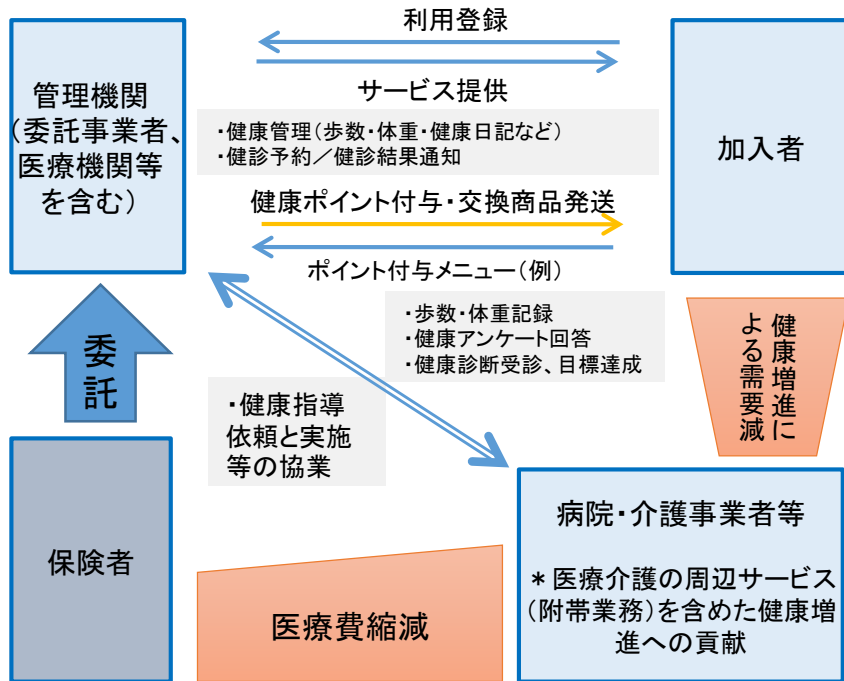 利用登録
管理機関
(委託事業者、
医療機関等
を含む)
サービス提供
・健康管理(歩数・体重・健康日記など)
・健診予約／健診結果通知
加入者
健康ポイント付与・交換商品発送
ポイント付与メニュー(例)
・歩数・体重記録
・健康アンケート回答
・健康診断受診、目標達成
委託
・健康指導
依頼と実施
等の協業
健康増進に
よる需要減
保険者
医療費縮減
病院・介護事業者等
＊医療介護の周辺サービス
(附帯業務)を含めた健康増
進への貢献